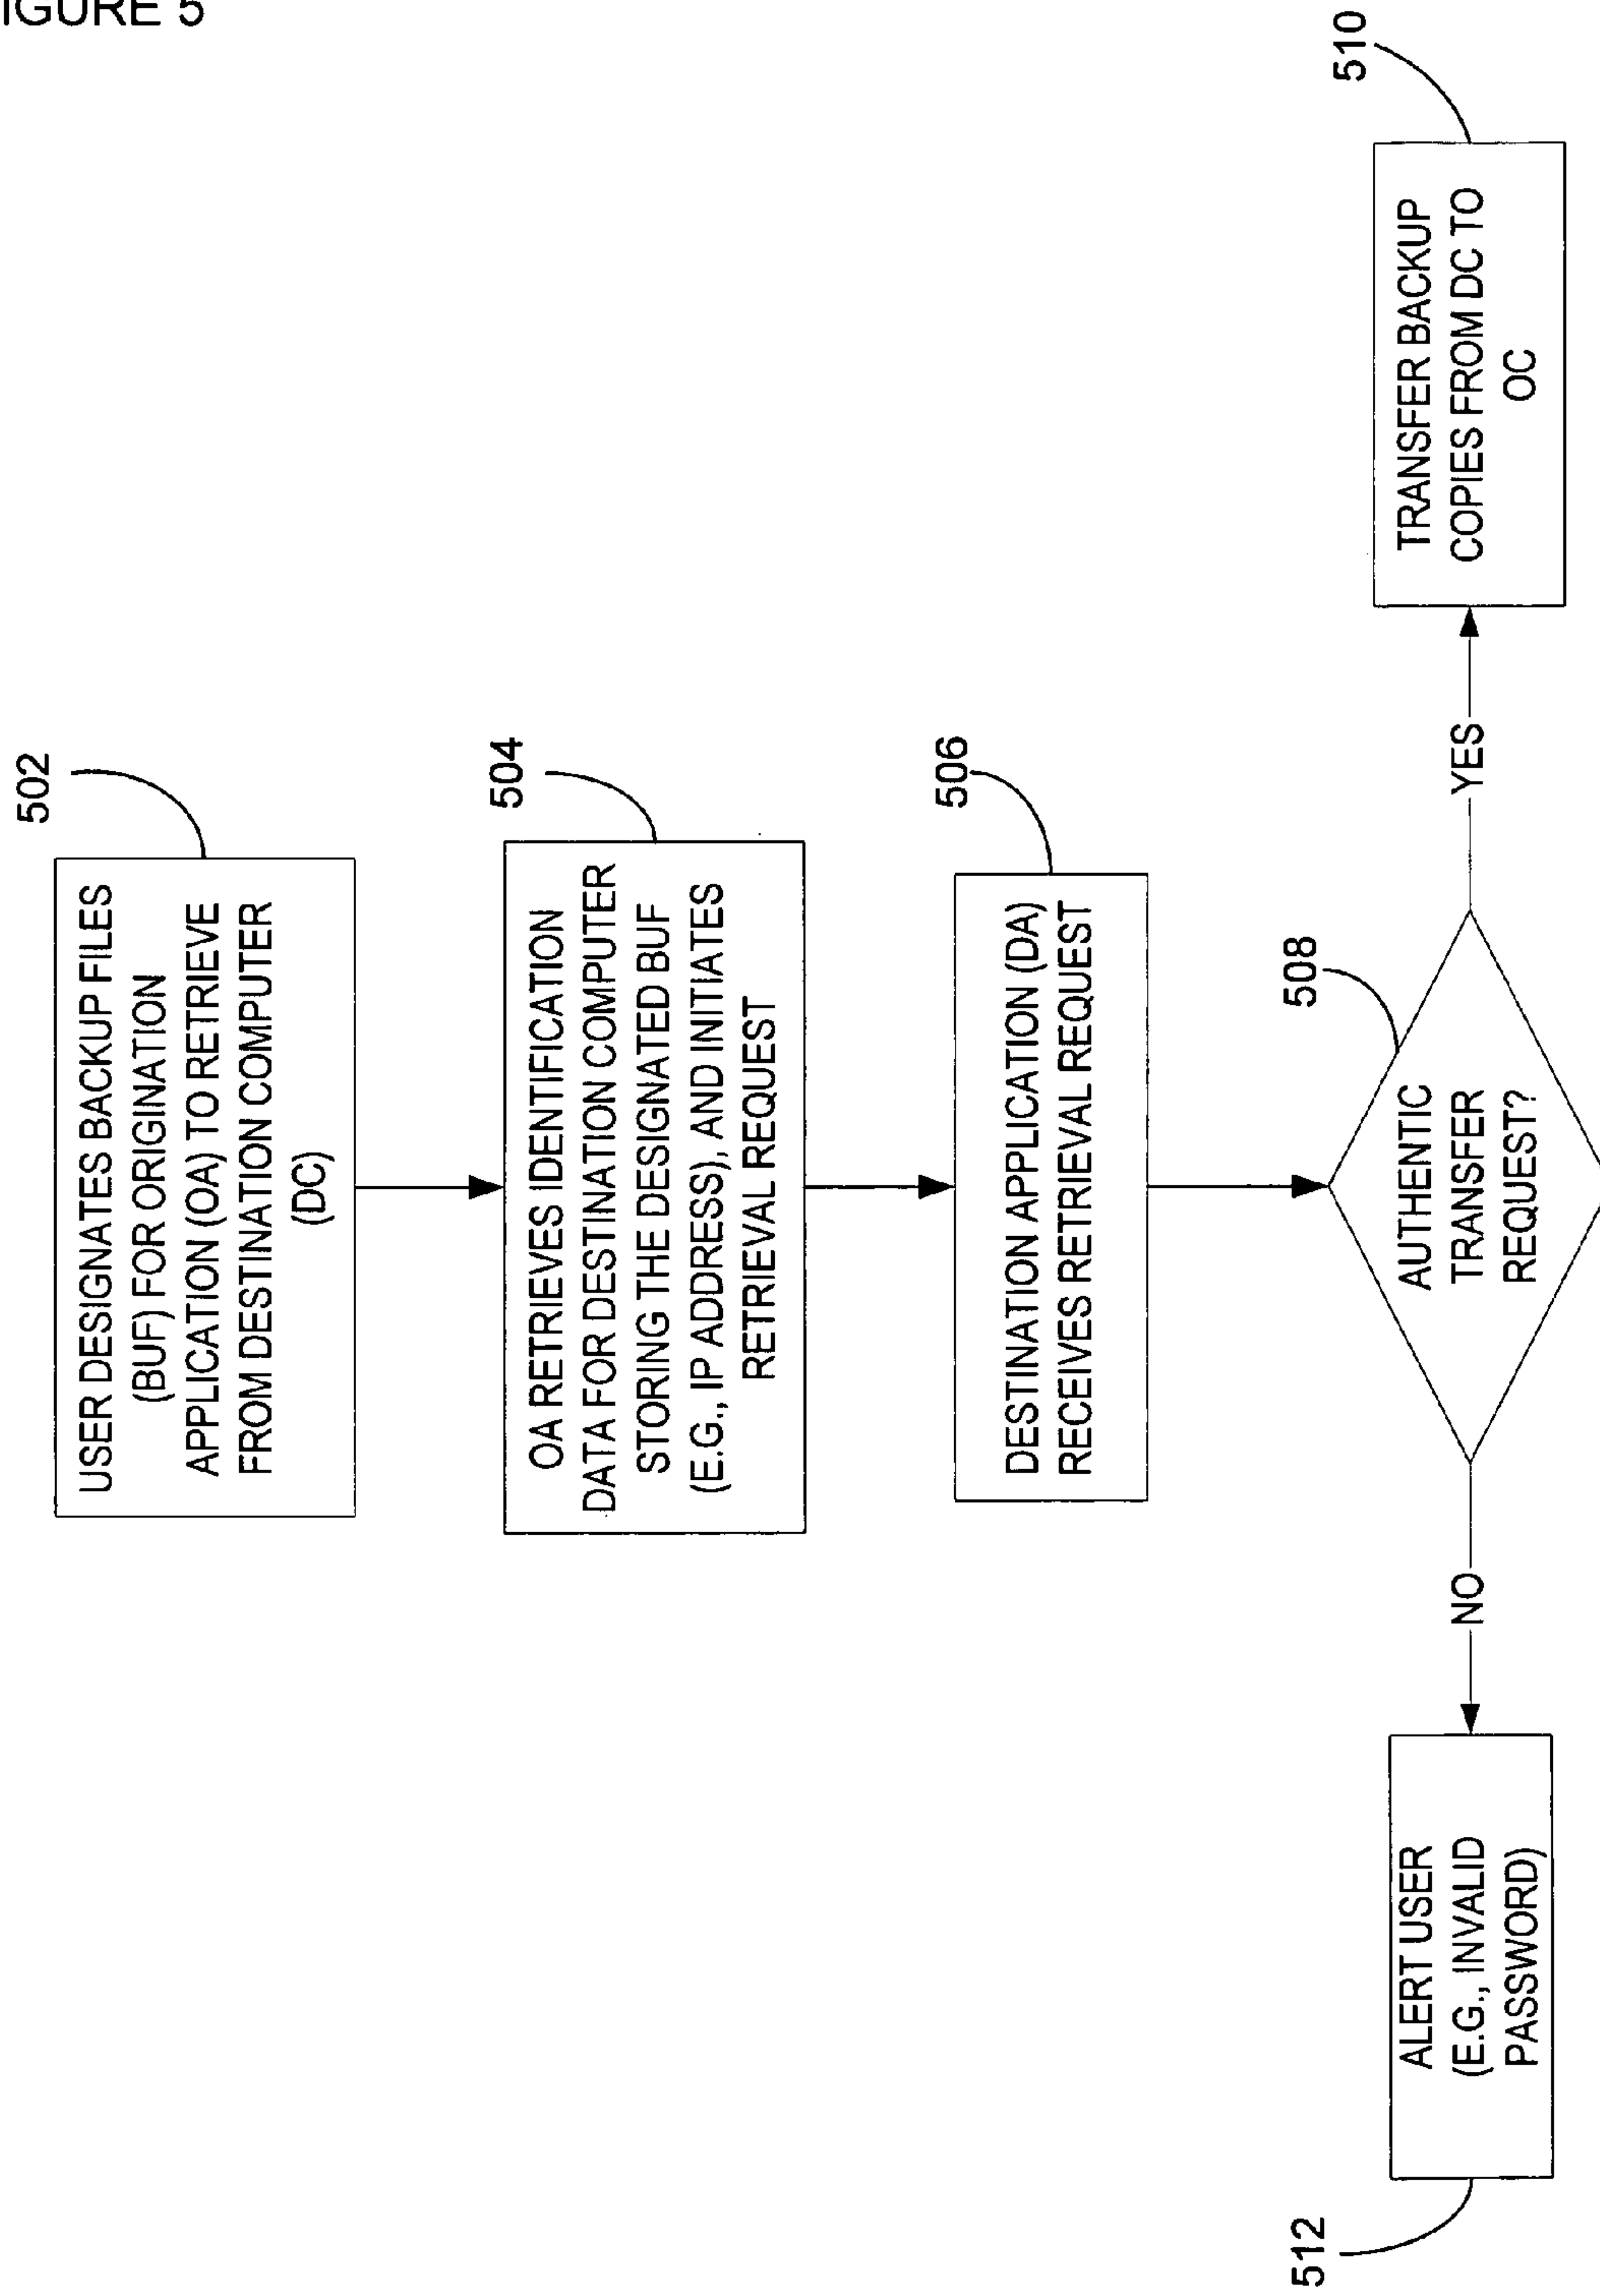 IGURE 5
502
USER DESIGNATES BACKUP FILES
(BUF) FOR ORIGINATION
APPLICATION (OA) TO RETRIEVE
FROM DESTINATION COMPUTER
(DC)
504
OA RETRIEVES IDENTIFICATION
DATA FOR DESTINATION COMPUTER
STORING THE DESIGNATED BUF
(E.G., IP ADDRESS), AND INITIATES
RETRIEVAL REQUEST
506
DESTINATION APPLICATION (DA)
RECEIVES RETRIEVAL REQUEST
508
AUTHENTIC
TRANSFER
REQUEST?
NO
YES
512
ALERT USER
(E.G., INVALID
PASSWORD)
510
TRANSFER BACKUP
COPIES FROM DC TO
OC